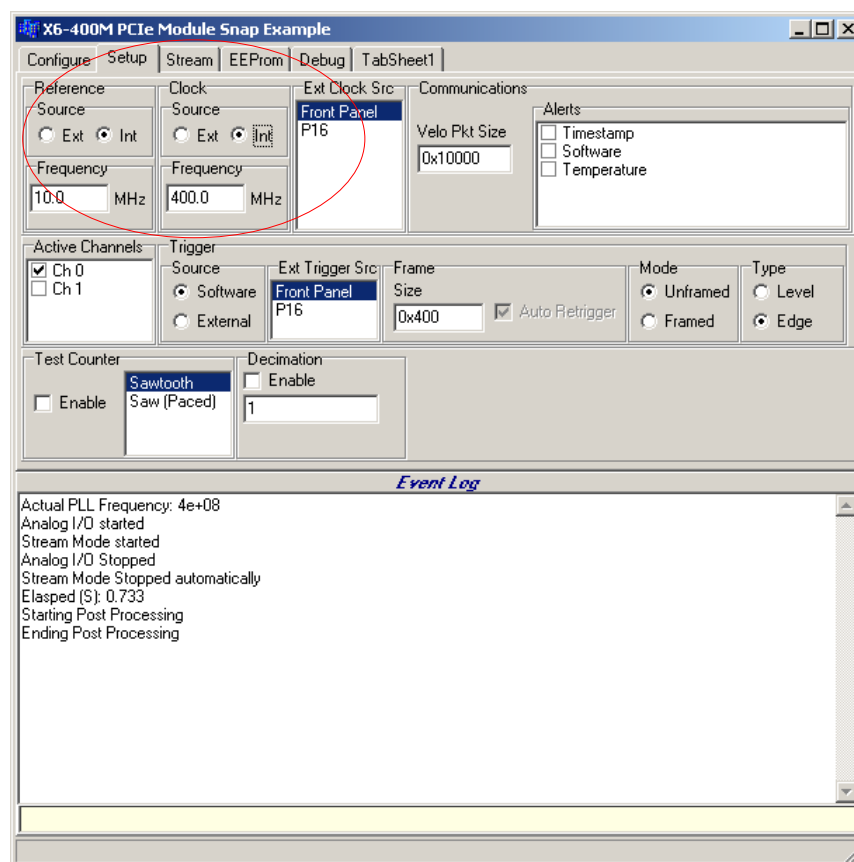 X6-400M PCIe Module Snap Example
Configure Setup Stream EEProm Debug TabSheet1
Reference Clock Ext Clock Src Communications
Source Source Front Panel Alerts
Ext Int Ext Int P16 Velo Pkt Size Timestamp
0x10000 Software
Frequency Frequency Temperature
10.0 MHz 400.0 MHz
Active Channels Trigger
Ch 0 Source Ext Trigger Src Frame Mode Type
Ch 1 Software Front Panel Size Unframed Level
External P16 0x400 Auto Retrigger Framed Edge
Test Counter Decimation
Enable Sawtooth Enable
Saw (Paced) 1
Event Log
Actual PLL Frequency: 4e+08
Analog I/O started
Stream Mode started
Analog I/O Stopped
Stream Mode Stopped automatically
Elasped (S): 0.733
Starting Post Processing
Ending Post Processing